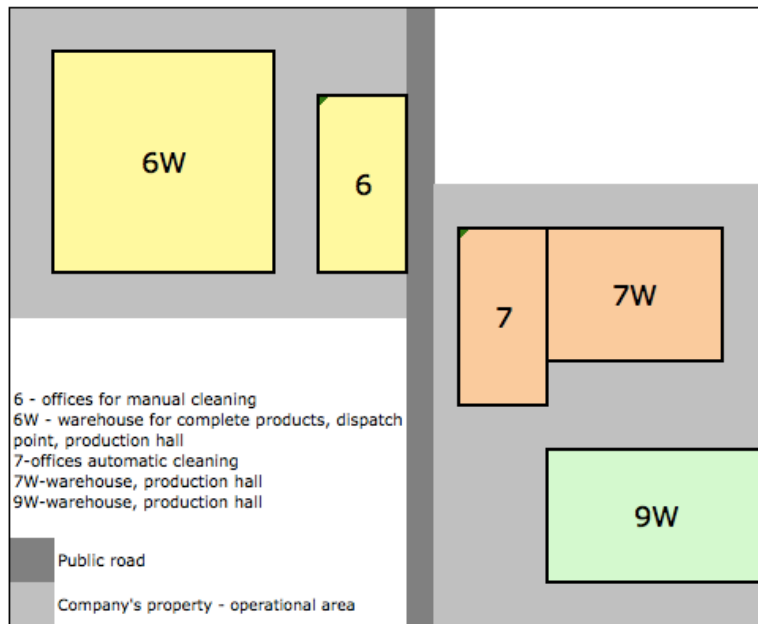 6W
6
7
7W
9W
6 - offices for manual cleaning
6W - warehouse for complete products, dispatch
point, production hall
7-offices automatic cleaning
7W-warehouse, production hall
9W-warehouse, production hall
Public road
Company's property - operational area